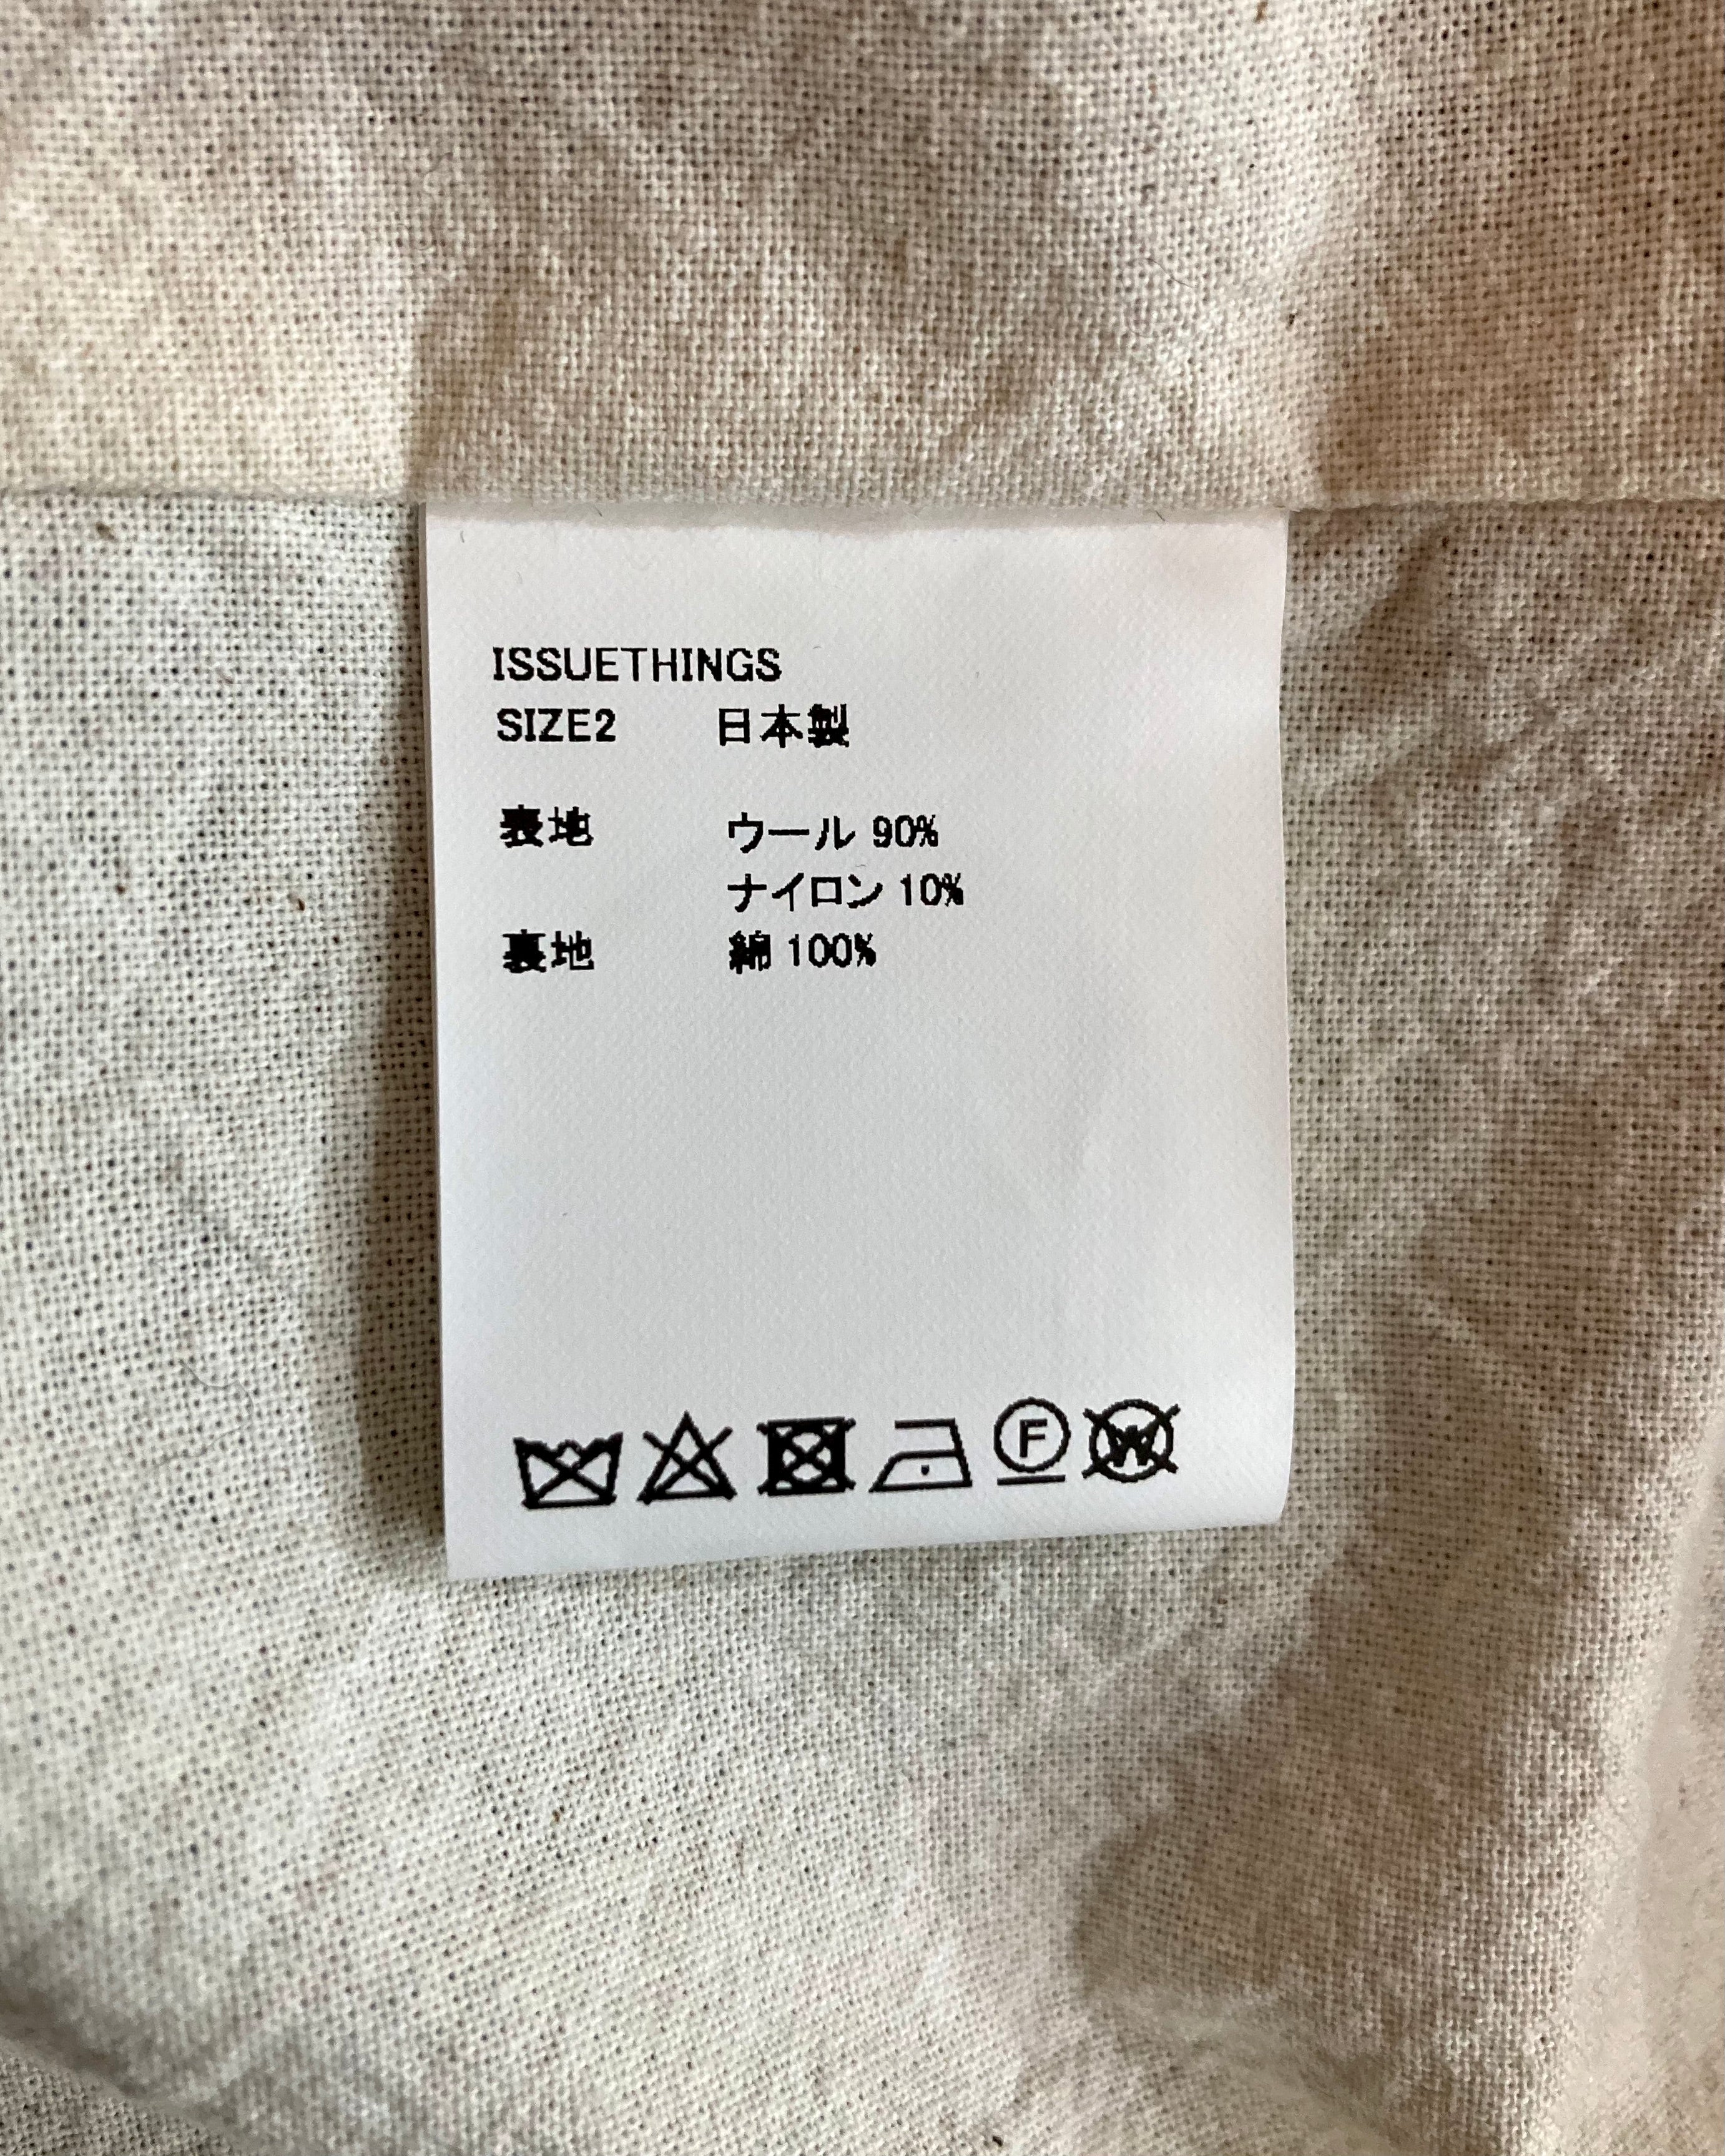 ISSUETHINGS
SIZE2 日本製
表地 ウール 90%
ナイロン 10%
裏地 綿 100%
F W